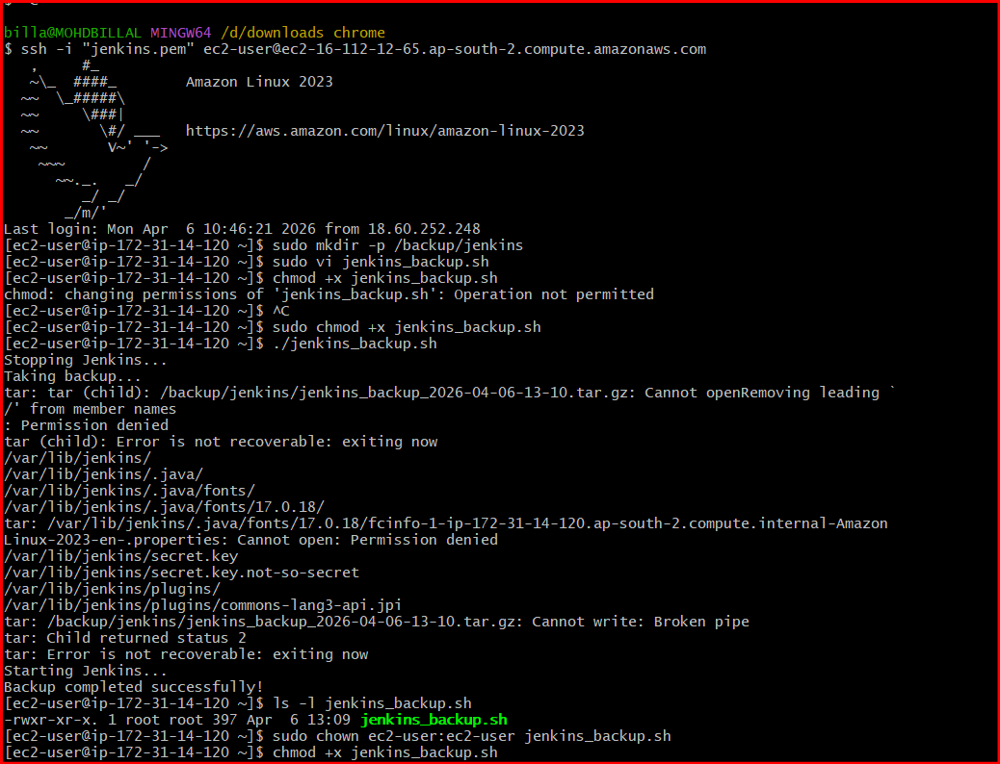 billa@MOHDBILLAL MINGW64 /d/downloads chrome
$ ssh -i "jenkins.pem" ec2-user@ec2-16-112-12-65.ap-south-2.compute.amazonaws.com
   ,     #_
   ~\_  ####_        Amazon Linux 2023
  ~~  \_#####\
  ~~     \###|
  ~~       \#/ ___   https://aws.amazon.com/linux/amazon-linux-2023
   ~~       V~' '->
    ~~~         /
      ~~._.   _/
         _/ _/
       _/m/'
Last login: Mon Apr  6 10:46:21 2026 from 18.60.252.248
[ec2-user@ip-172-31-14-120 ~]$ sudo mkdir -p /backup/jenkins
[ec2-user@ip-172-31-14-120 ~]$ sudo vi jenkins_backup.sh
[ec2-user@ip-172-31-14-120 ~]$ chmod +x jenkins_backup.sh
chmod: changing permissions of 'jenkins_backup.sh': Operation not permitted
[ec2-user@ip-172-31-14-120 ~]$ ^C
[ec2-user@ip-172-31-14-120 ~]$ sudo chmod +x jenkins_backup.sh
[ec2-user@ip-172-31-14-120 ~]$ ./jenkins_backup.sh
Stopping Jenkins...
Taking backup...
tar: tar (child): /backup/jenkins/jenkins_backup_2026-04-06-13-10.tar.gz: Cannot openRemoving leading `
/' from member names
: Permission denied
tar (child): Error is not recoverable: exiting now
/var/lib/jenkins/
/var/lib/jenkins/.java/
/var/lib/jenkins/.java/fonts/
/var/lib/jenkins/.java/fonts/17.0.18/
tar: /var/lib/jenkins/.java/fonts/17.0.18/fcinfo-1-ip-172-31-14-120.ap-south-2.compute.internal-Amazon
Linux-2023-en-.properties: Cannot open: Permission denied
/var/lib/jenkins/secret.key
/var/lib/jenkins/secret.key.not-so-secret
/var/lib/jenkins/plugins/
/var/lib/jenkins/plugins/commons-lang3-api.jpi
tar: /backup/jenkins/jenkins_backup_2026-04-06-13-10.tar.gz: Cannot write: Broken pipe
tar: Child returned status 2
tar: Error is not recoverable: exiting now
Starting Jenkins...
Backup completed successfully!
[ec2-user@ip-172-31-14-120 ~]$ ls -l jenkins_backup.sh
-rwxr-xr-x. 1 root root 397 Apr  6 13:09 jenkins_backup.sh
[ec2-user@ip-172-31-14-120 ~]$ sudo chown ec2-user:ec2-user jenkins_backup.sh
[ec2-user@ip-172-31-14-120 ~]$ chmod +x jenkins_backup.sh